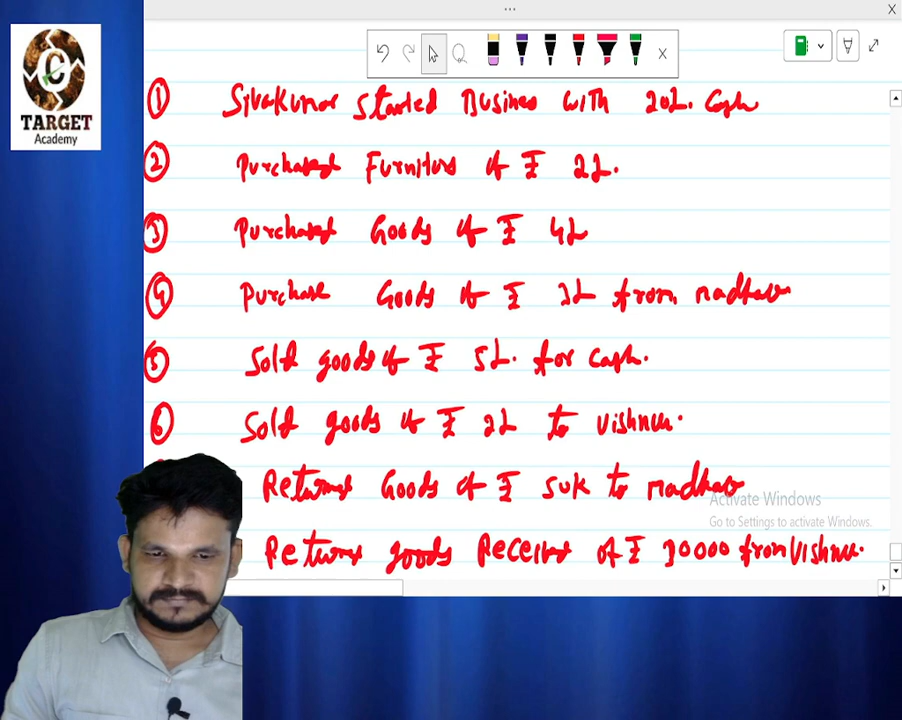 TARGET
Academy
① Sivakumar Started Business with 20L. Cash
② Purchased Furniture of ₹ 2L.
③ Purchased Goods of ₹ 4L
④ Purchase Goods of ₹ 2L from madhav
⑤ Sold goods of ₹ 5L. for cash.
⑥ Sold goods of ₹ 2L to vishnu.
Returned Goods of ₹ 50K to madhav
Activate Windows
Go to Settings to activate Windows.
Returned goods Received of ₹ 30000 from Vishnu.